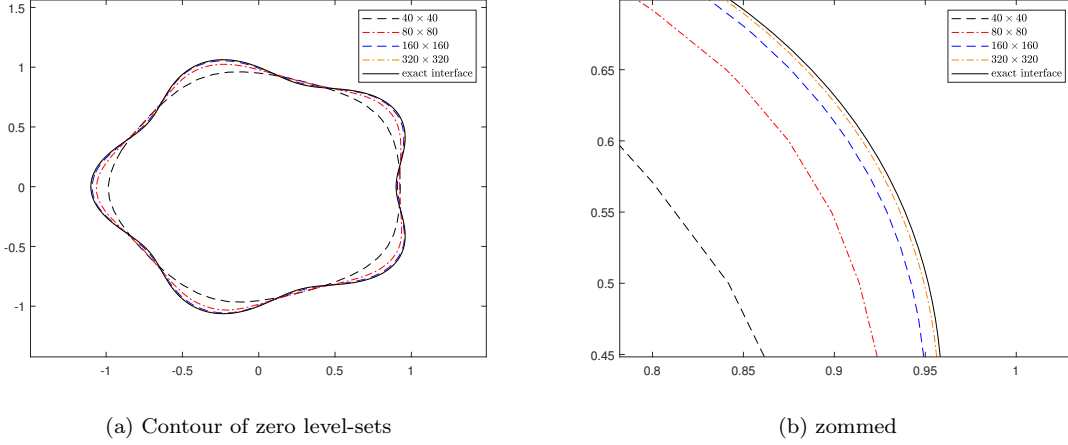 1.5
1
0.5
0
-0.5
-1
-1 -0.5 0 0.5 1
40 × 40
80 × 80
160 × 160
320 × 320
exact interface
(a) Contour of zero level-sets
0.65
0.6
0.55
0.5
0.45
0.8 0.85 0.9 0.95 1
40 × 40
80 × 80
160 × 160
320 × 320
exact interface
(b) zommed